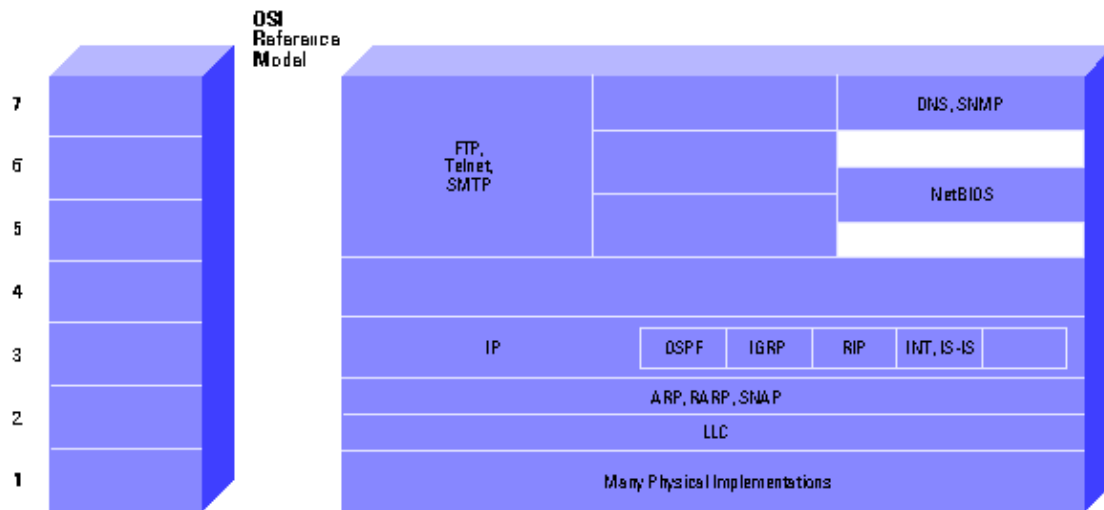 OSI
Reference
Model
7
6
5
4
3
2
1
FTP,
Telnet,
SMTP
DNS, SNMP
NetBIOS
IP
OSPF
IGRP
RIP
INT, IS-IS
ARP, RARP, SNAP
LLC
Many Physical Implementations